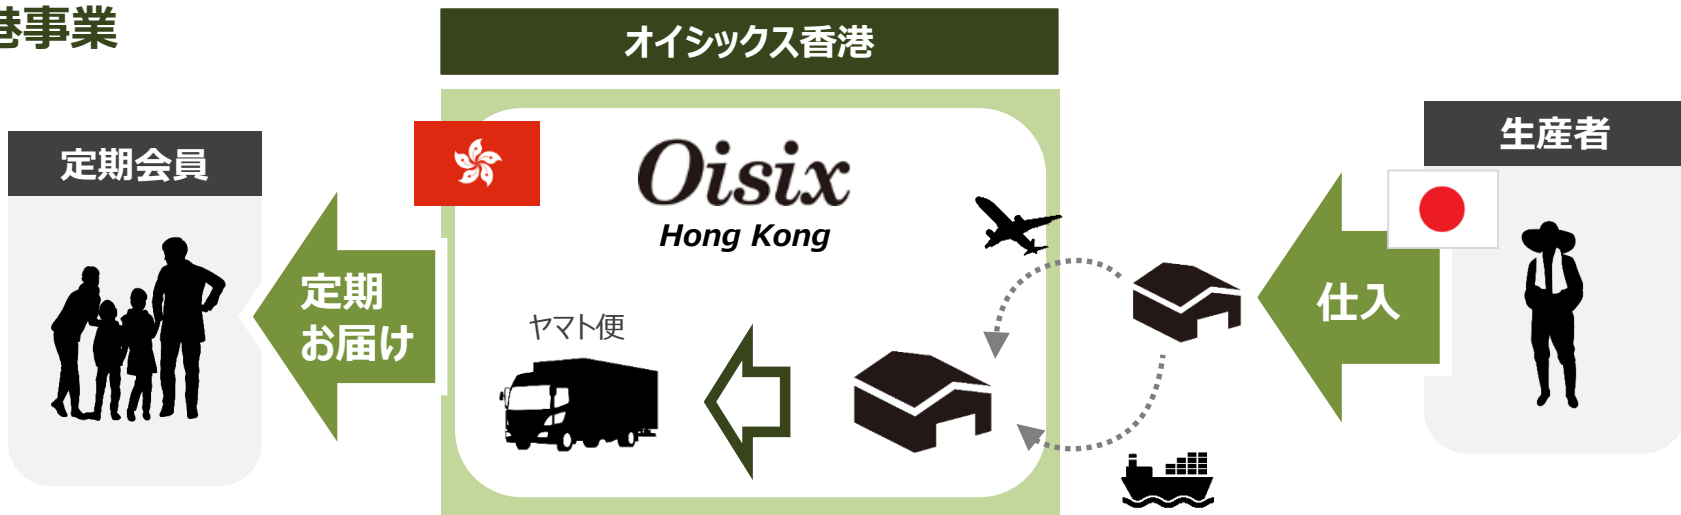 港事業
オイシックス香港
定期会員
生産者
Oisix
Hong Kong
定期
お届け
仕入
ヤマト便